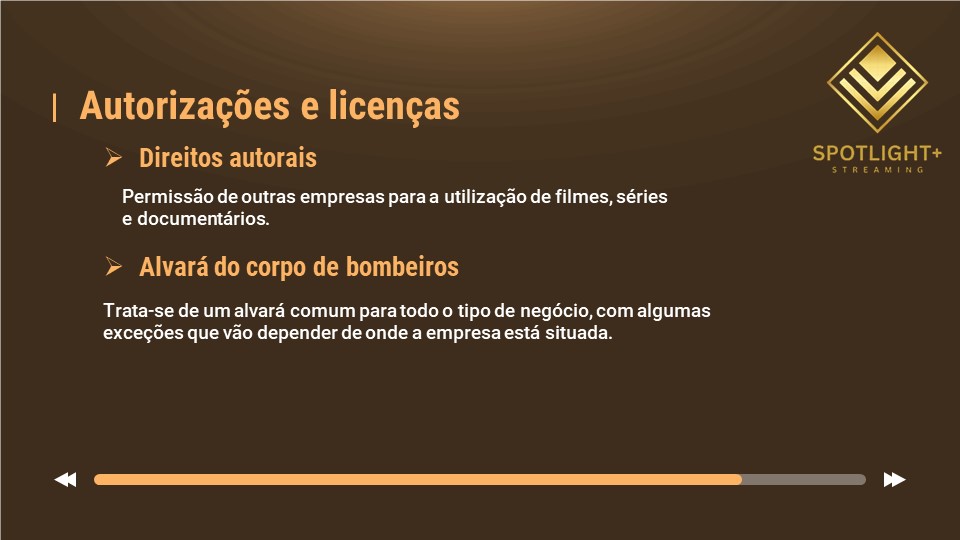 Autorizações e licenças
SPOTLIGHT+
STREAMING
Direitos autorais
Permissão de outras empresas para a utilização de filmes, séries
e documentários.
Alvará do corpo de bombeiros
Trata-se de um alvará comum para todo o tipo de negócio, com algumas
exceções que vão depender de onde a empresa está situada.